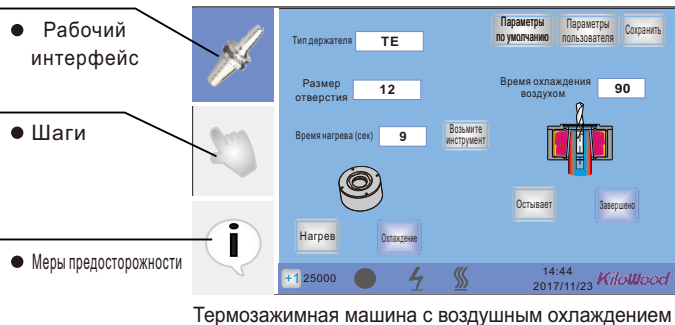 ● Рабочий
интерфейс
● Шаги
● Меры предосторожности
i
Тип держателя TE
Размер
отверстия 12
Время нагрева (сек) 9
Возьмите
инструмент
Нагрев
Охлаждение
Параметры
по умолчанию
Параметры
пользователя
Сохранить
Время охлаждения
воздухом 90
Остывает
Завершено
+1 25000
14:44
2017/11/23
KiloWood
Термозажимная машина с воздушным охлаждением